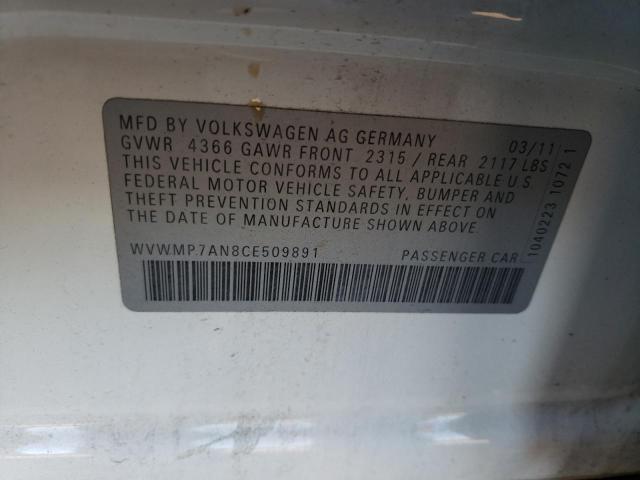 MFD BY VOLKSWAGEN AG GERMANY 03/11
GVWR 4366 GAWR FRONT 2315 / REAR 2117 LBS
THIS VEHICLE CONFORMS TO ALL APPLICABLE U.S.
FEDERAL MOTOR VEHICLE SAFETY, BUMPER AND
THEFT PREVENTION STANDARDS IN EFFECT ON
THE DATE OF MANUFACTURE SHOWN ABOVE.
WVWMP7AN8CE509891 PASSENGER CAR
1040223 10721